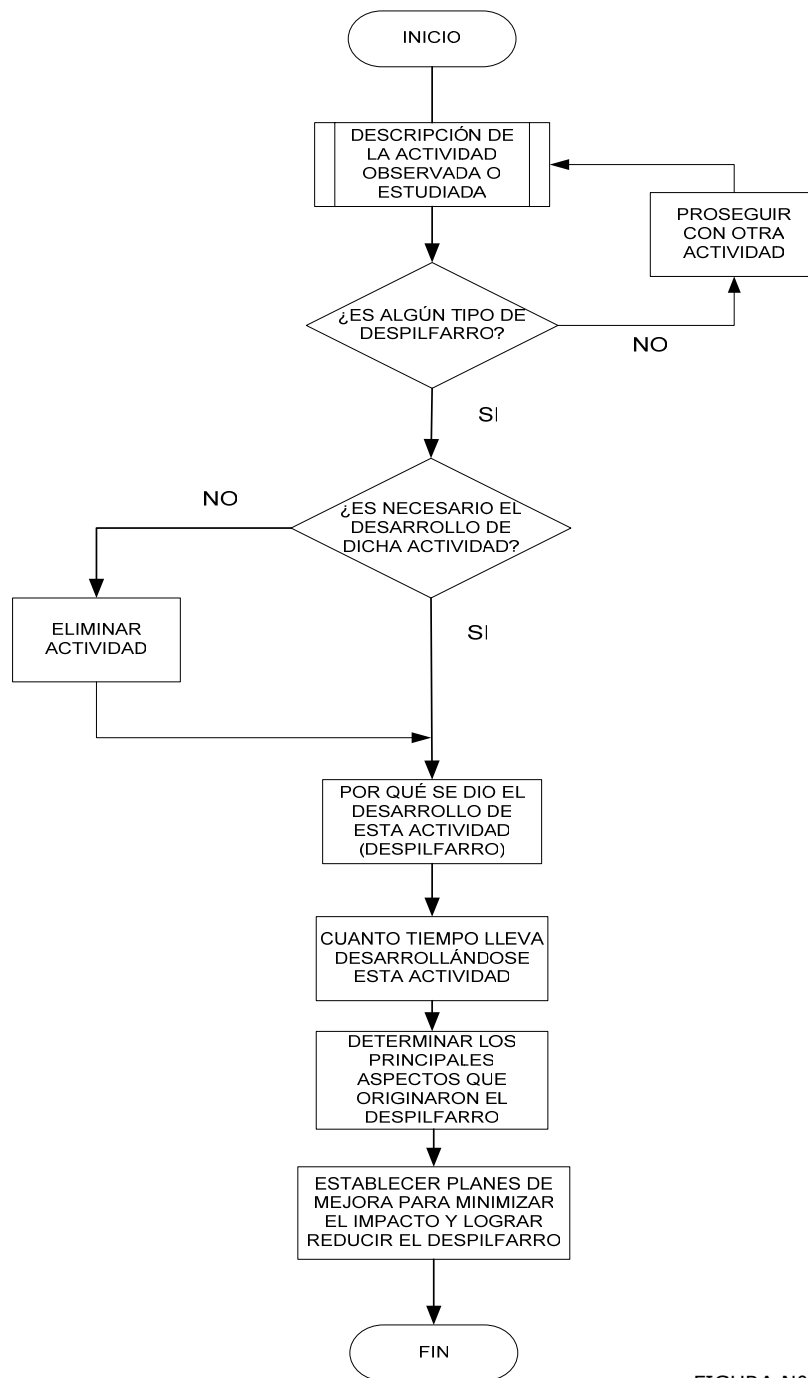 INICIO
DESCRIPCIÓN DE
LA ACTIVIDAD
OBSERVADA O
ESTUDIADA
PROSEGUIR
CON OTRA
ACTIVIDAD
¿ES ALGÚN TIPO DE
DESPILFARRO?
NO
SI
¿ES NECESARIO EL
DESARROLLO DE
DICHA ACTIVIDAD?
NO
ELIMINAR
ACTIVIDAD
SI
POR QUÉ SE DIO EL
DESARROLLO DE
ESTA ACTIVIDAD
(DESPILFARRO)
CUANTO TIEMPO LLEVA
DESARROLLÁNDOSE
ESTA ACTIVIDAD
DETERMINAR LOS
PRINCIPALES
ASPECTOS QUE
ORIGINARON EL
DESPILFARRO
ESTABLECER PLANES DE
MEJORA PARA MINIMIZAR
EL IMPACTO Y LOGRAR
REDUCIR EL DESPILFARRO
FIN